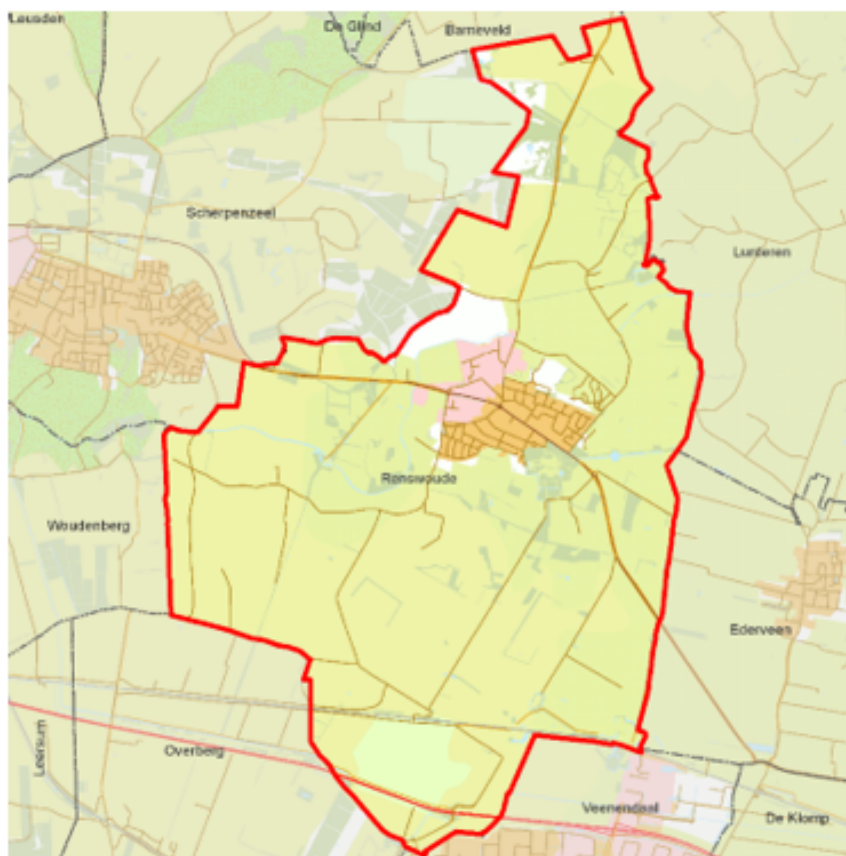 Leusden
De Glind
Barneveld
Scherpenzeel
Lunteren
Renswoude
Woudenberg
Ederveen
Leersum
Overberg
Veenendaal
De Klomp